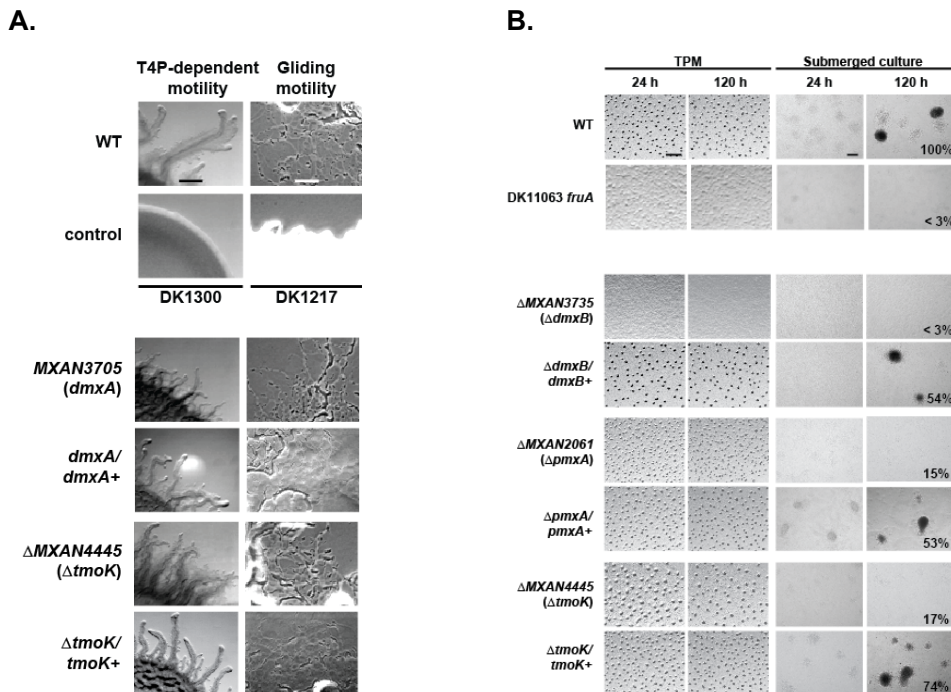 A.
T4P-dependent Gliding
motility motility
WT
control
DK1300 DK1217
MXAN3705
(dmxA)
dmxA/
dmxA+
ΔMXAN4445
(ΔtmoK)
ΔtmoK/
tmoK+
B.
TPM Submerged culture
24 h 120 h 24 h 120 h
WT
100%
DK11063 fruA
< 3%
ΔMXAN3735
(ΔdmxB)
< 3%
ΔdmxB/
dmxB+
54%
ΔMXAN2061
(ΔpmxA)
15%
ΔpmxA/
pmxA+
53%
ΔMXAN4445
(ΔtmoK)
17%
ΔtmoK/
tmoK+
74%